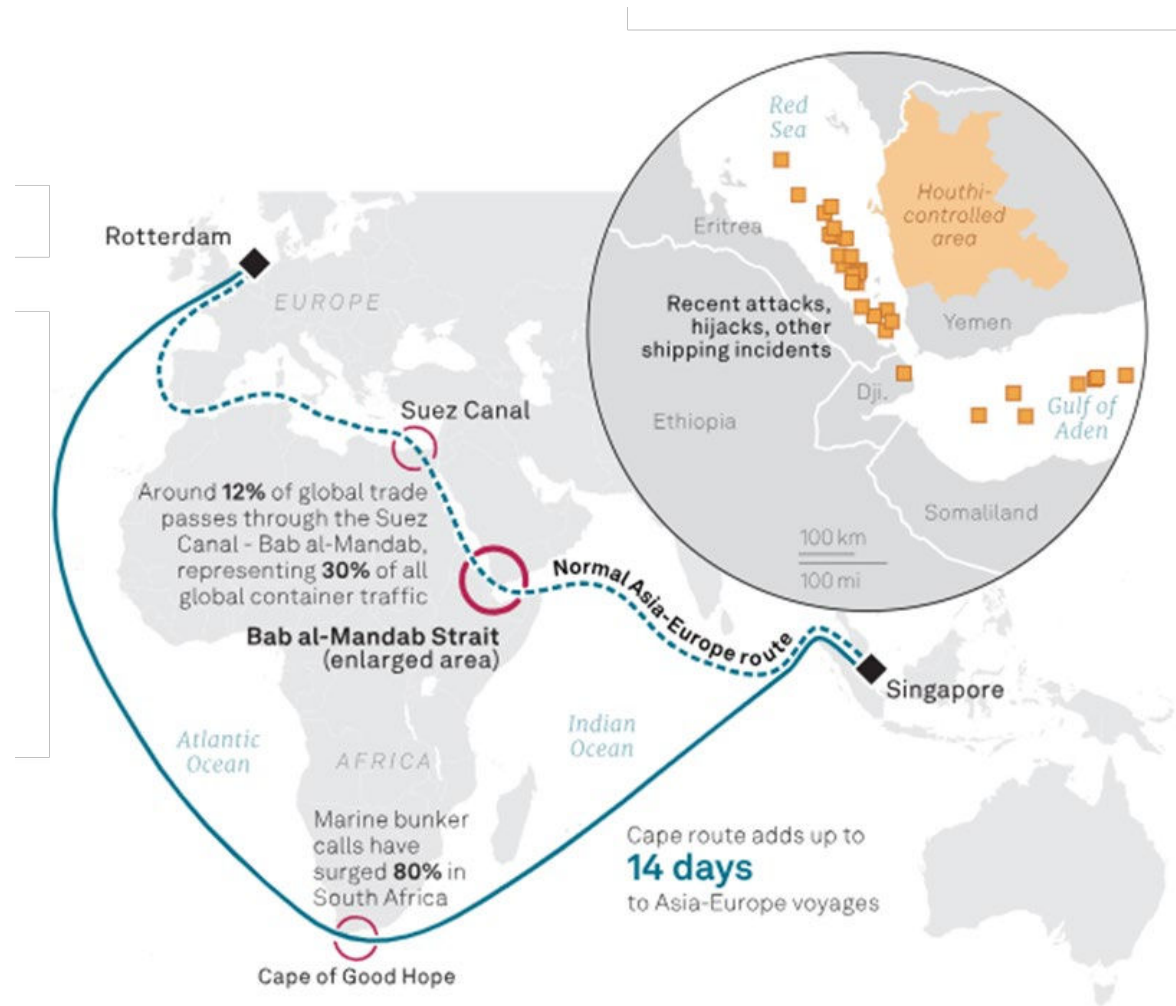 Red
Sea
Houthi-
controlled
area
Eritrea
Recent attacks,
hijacks, other
shipping incidents
Yemen
Dji.
Ethiopia
Gulf of
Aden
Somaliland
100 km
100 mi
Rotterdam
EUROPE
Suez Canal
Around 12% of global trade
passes through the Suez
Canal - Bab al-Mandab,
representing 30% of all
global container traffic
Bab al-Mandab Strait
(enlarged area)
Normal Asia-Europe route
Singapore
Atlantic
Ocean
Indian
Ocean
AFRICA
Marine bunker
calls have
surged 80% in
South Africa
Cape route adds up to
14 days
to Asia-Europe voyages
Cape of Good Hope